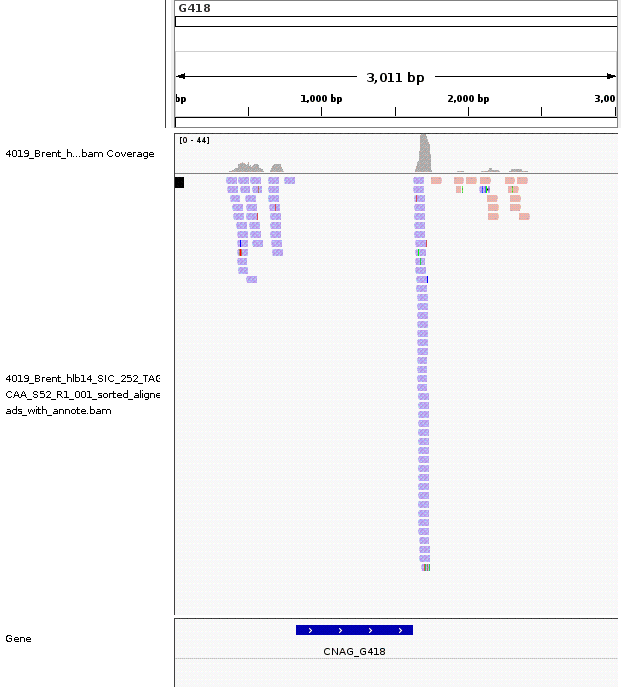 G418
3,011 bp
bp
1,000 bp
2,000 bp
3,00
[0 - 44]
4019_Brent_h...bam Coverage
4019_Brent_hlb14_SIC_252_TAG
CAA_S52_R1_001_sorted_aligne
ads_with_annote.bam
Gene
CNAG_G418